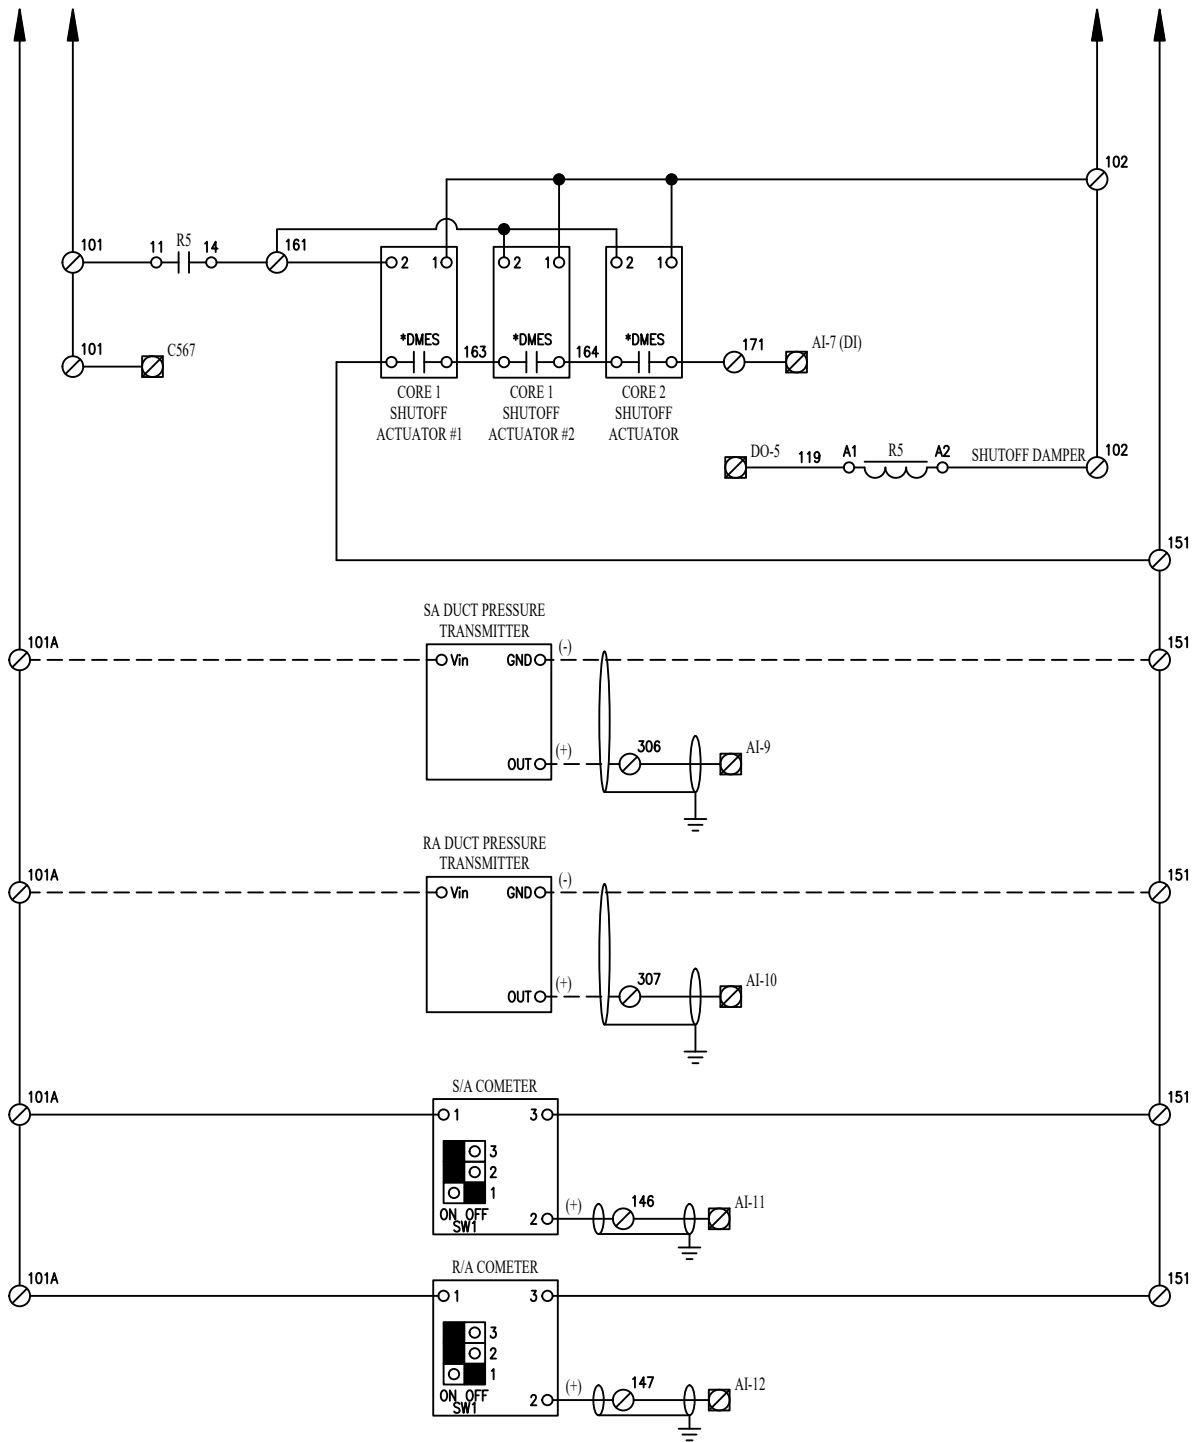 102
101
11
R5
14
161
2
1
2
1
2
1
*DMES
163
*DMES
164
*DMES
171
AI-7 (DI)
101
C567
CORE 1
SHUTOFF
ACTUATOR #1
CORE 1
SHUTOFF
ACTUATOR #2
CORE 2
SHUTOFF
ACTUATOR
DO-5
119
A1
R5
A2
SHUTOFF DAMPER
102
151
SA DUCT PRESSURE
TRANSMITTER
101A
Vin
GND
(-)
151
OUT
(+)
306
AI-9
RA DUCT PRESSURE
TRANSMITTER
101A
Vin
GND
(-)
151
OUT
(+)
307
AI-10
S/A COMETER
101A
1
3
151
3
2
1
ON OFF
SW1
2
(+)
146
AI-11
R/A COMETER
101A
1
3
151
3
2
1
ON OFF
SW1
2
(+)
147
AI-12